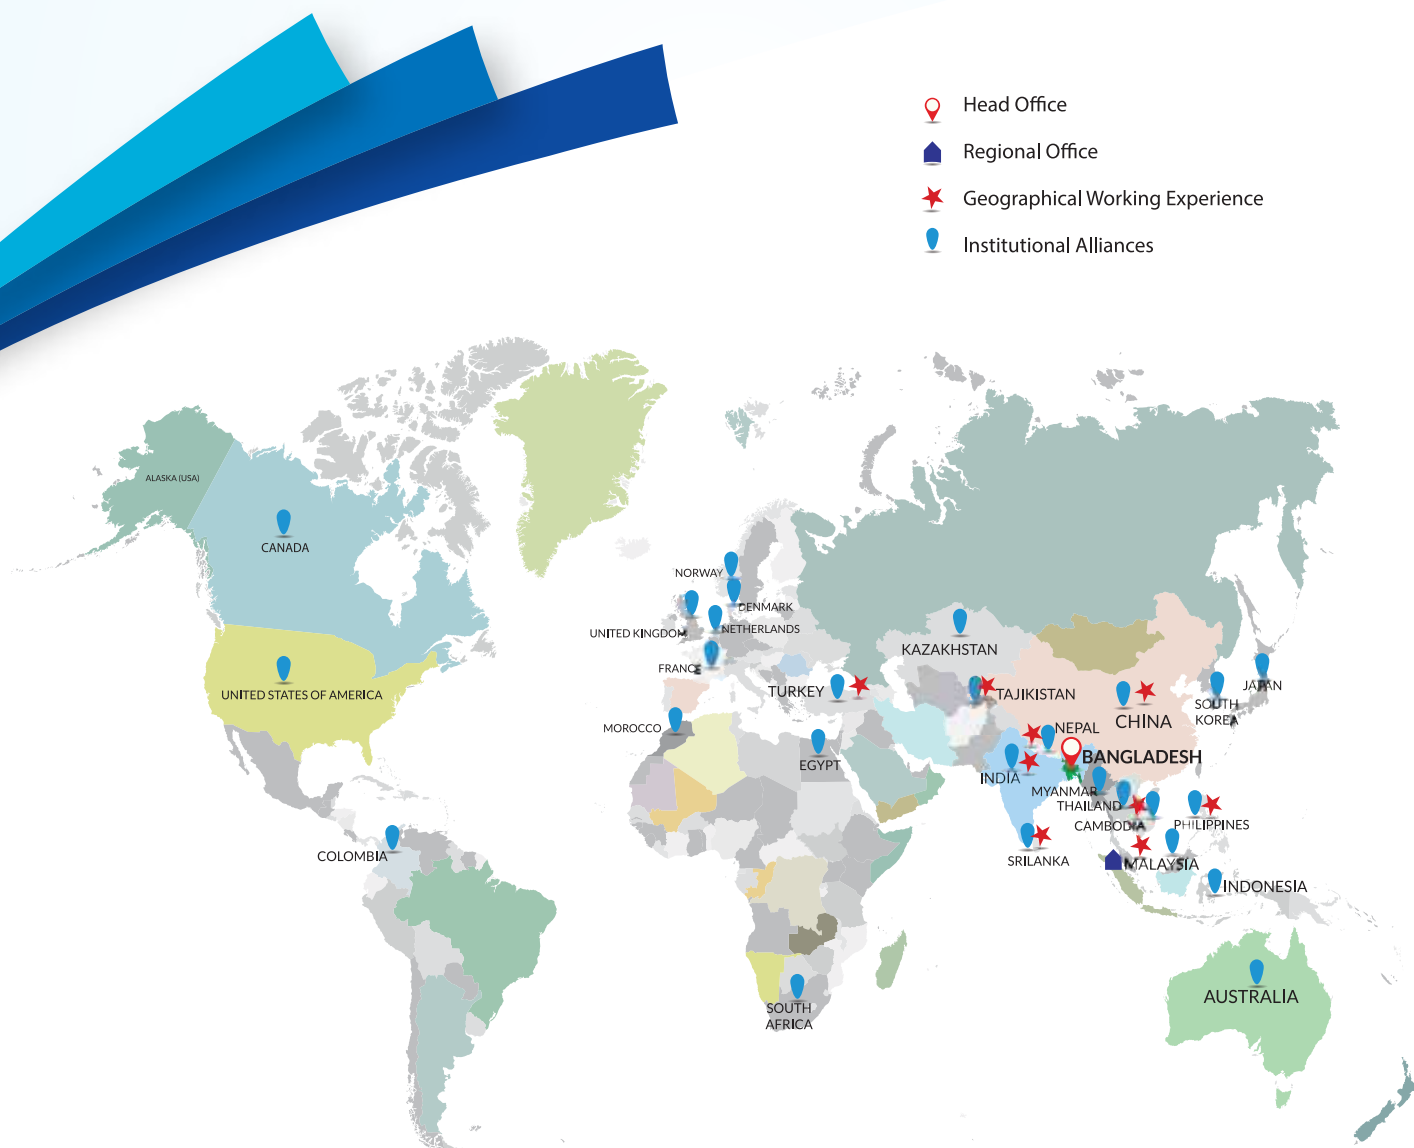 Head Office
Regional Office
Geographical Working Experience
Institutional Alliances
ALASKA (USA)
CANADA
NORWAY
DENMARK
UNITED KINGDOM
NETHERLANDS
KAZAKHSTAN
FRANCE
UNITED STATES OF AMERICA
TURKEY
TAJIKISTAN
JAPAN
SOUTH
KOREA
CHINA
MOROCCO
NEPAL
BANGLADESH
EGYPT
INDIA
MYANMAR
THAILAND
CAMBODIA
PHILIPPINES
COLOMBIA
SRILANKA
MALAYSIA
INDONESIA
AUSTRALIA
SOUTH
AFRICA